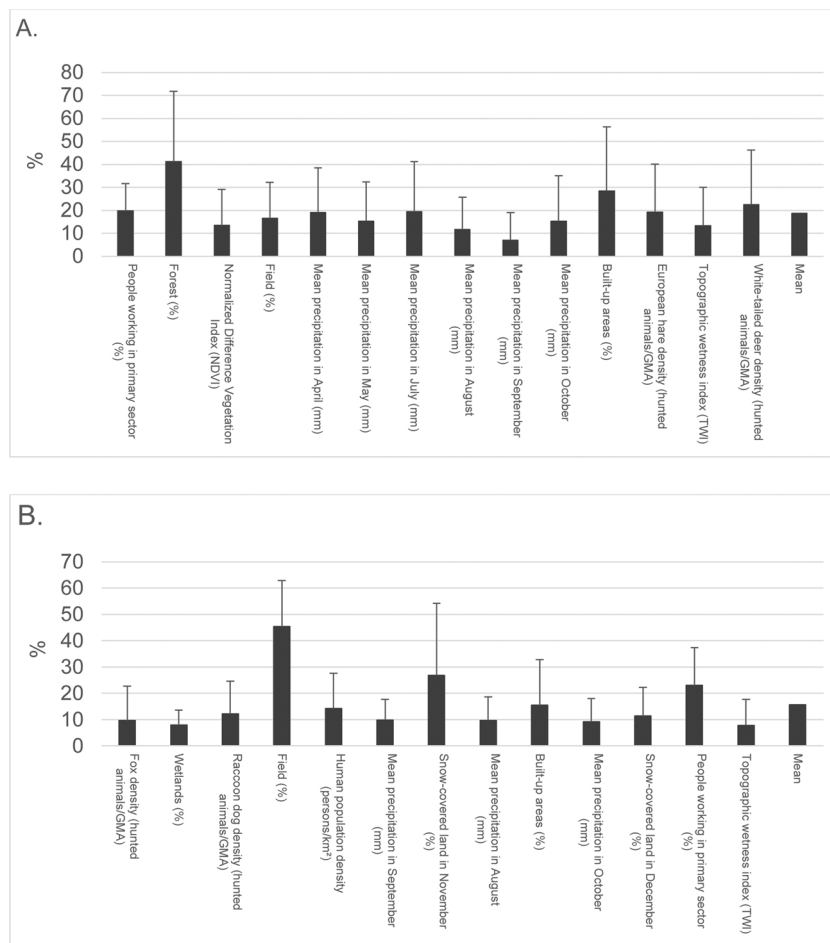 A.
80
70
60
50
40
30
20
10
0
%
People working in primary sector
(%)
Forest (%)
Normalized Difference Vegetation
Index (NDVI)
Field (%)
Mean precipitation in April (mm)
Mean precipitation in May (mm)
Mean precipitation in July (mm)
Mean precipitation in August
(mm)
Mean precipitation in September
(mm)
Mean precipitation in October
(mm)
Built-up areas (%)
European hare density (hunted
animals/GMA)
Topographic wetness index (TWI)
White-tailed deer density (hunted
animals/GMA)
Mean
B.
70
60
50
40
30
20
10
0
%
Fox density (hunted
animals/GMA)
Wetlands (%)
Raccoon dog density (hunted
animals/GMA)
Field (%)
Human population density
(persons/km²)
Mean precipitation in September
(mm)
Snow-covered land in November
(%)
Mean precipitation in August
(mm)
Built-up areas (%)
Mean precipitation in October
(mm)
Snow-covered land in December
(%)
People working in primary sector
(%)
Topographic wetness index (TWI)
Mean